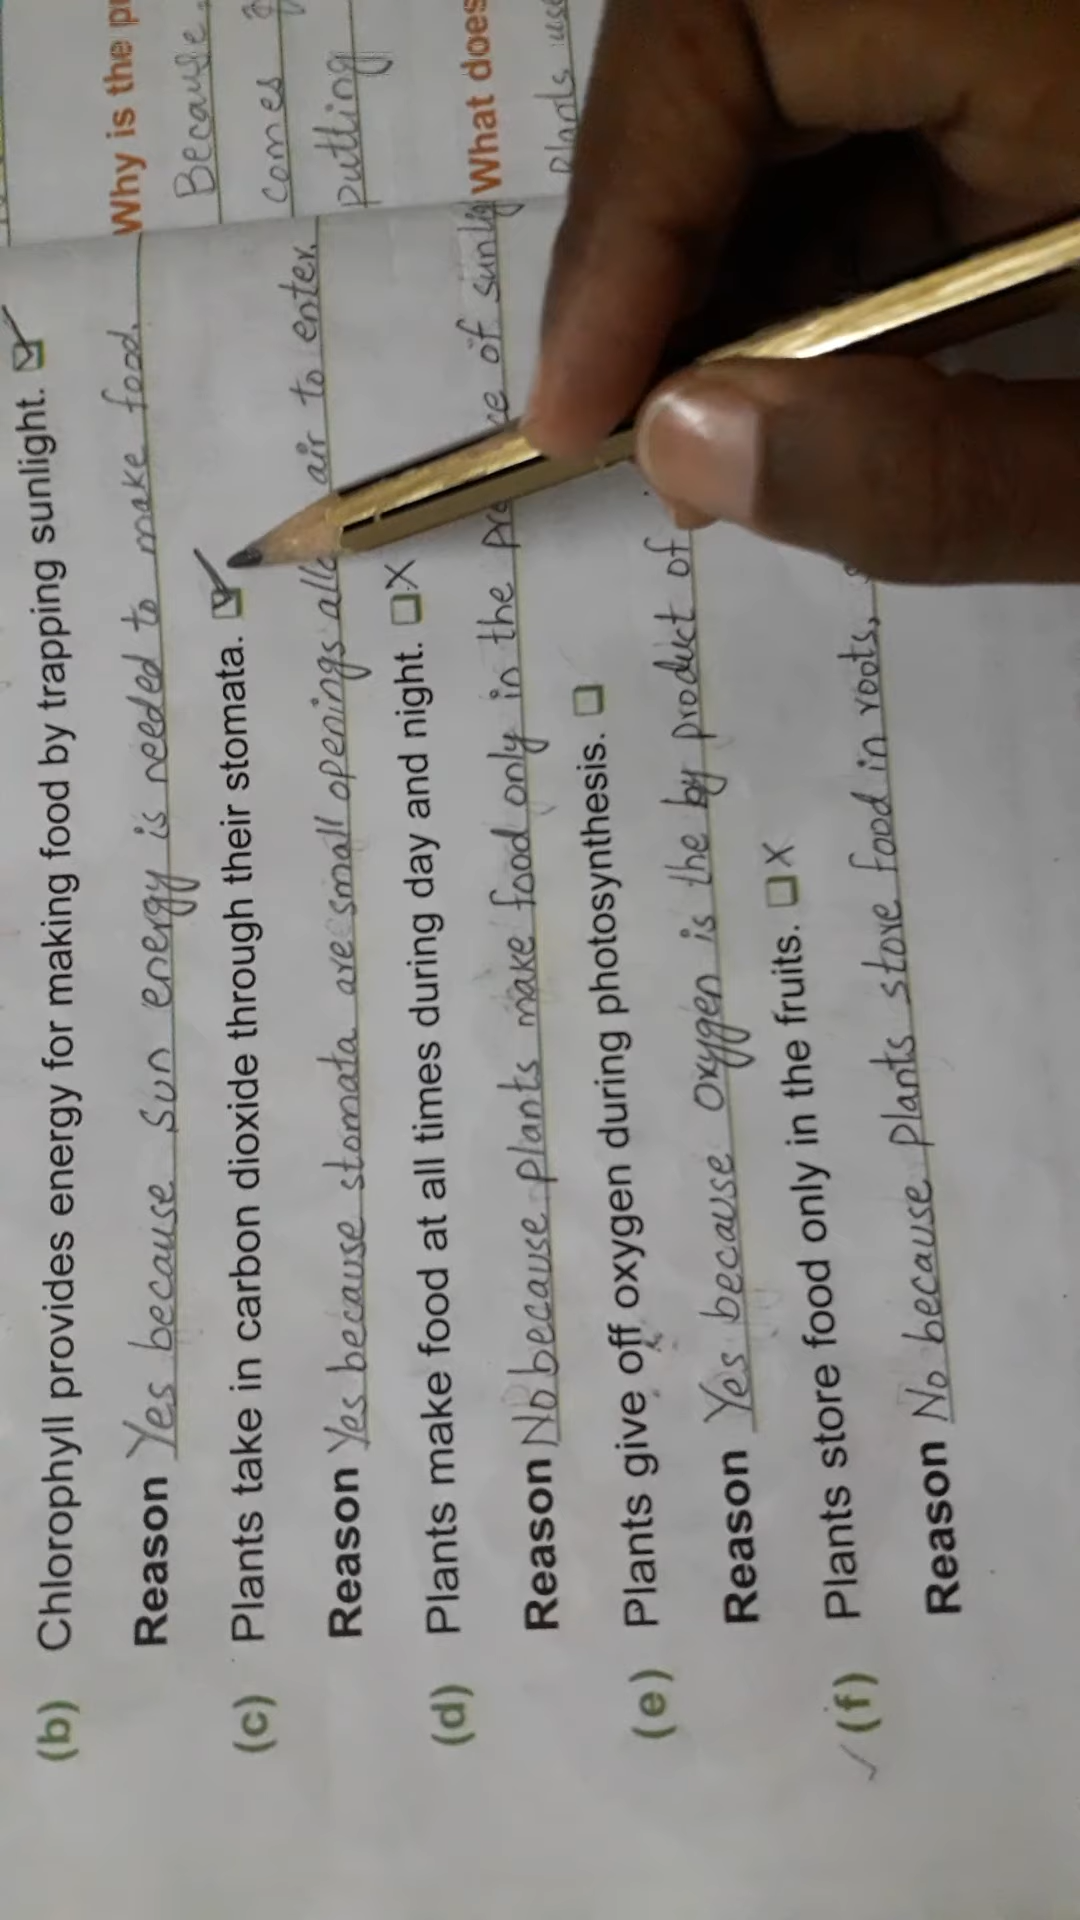 (b) Chlorophyll provides energy for making food by trapping sunlight.
Reason Yes because sun energy is needed to make food.
(c) Plants take in carbon dioxide through their stomata.
Reason Yes because stomata are small openings air to enter.
(d) Plants make food at all times during day and night. X
Reason No because plants make food only in the of
(e) Plants give off oxygen during photosynthesis.
Reason Yes because oxygen is the by product of
(f) Plants store food only in the fruits. X
Reason No because plants store food in roots,
Why is the
Because
comes
putting
What does
plants